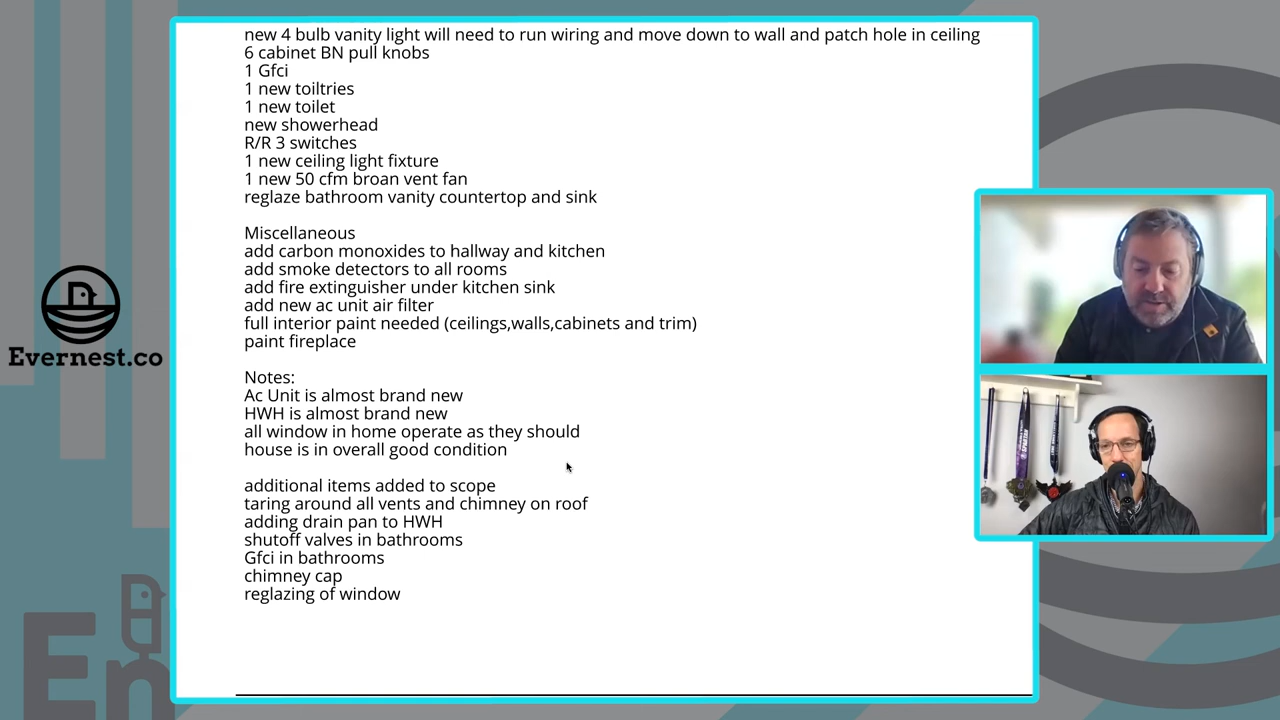 new 4 bulb vanity light will need to run wiring and move down to wall and patch hole in ceiling
6 cabinet BN pull knobs
1 Gfci
1 new toiltries
1 new toilet
new showerhead
R/R 3 switches
1 new ceiling light fixture
1 new 50 cfm broan vent fan
reglaze bathroom vanity countertop and sink
Miscellaneous
add carbon monoxides to hallway and kitchen
add smoke detectors to all rooms
add fire extinguisher under kitchen sink
add new ac unit air filter
full interior paint needed (ceilings,walls,cabinets and trim)
paint fireplace
Notes:
Ac Unit is almost brand new
HWH is almost brand new
all window in home operate as they should
house is in overall good condition
additional items added to scope
taring around all vents and chimney on roof
adding drain pan to HWH
shutoff valves in bathrooms
Gfci in bathrooms
chimney cap
reglazing of window
Evernest.co
En